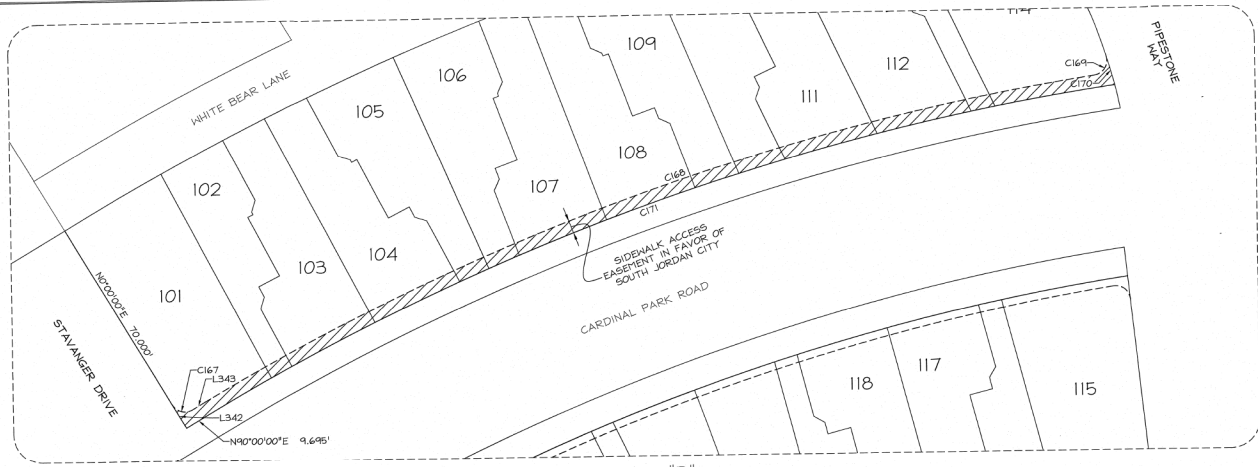 WHITE BEAR LANE
PIPESTONE
WAY
STAVANGER DRIVE
CARDINAL PARK ROAD
101
102
103
104
105
106
107
108
109
111
112
118
117
115
C169
C170
C168
C171
SIDEWALK ACCESS
EASEMENT IN FAVOR OF
SOUTH JORDAN CITY
N0°00'00"E 70.000'
C167
L343
L342
N90°00'00"E 9.695'